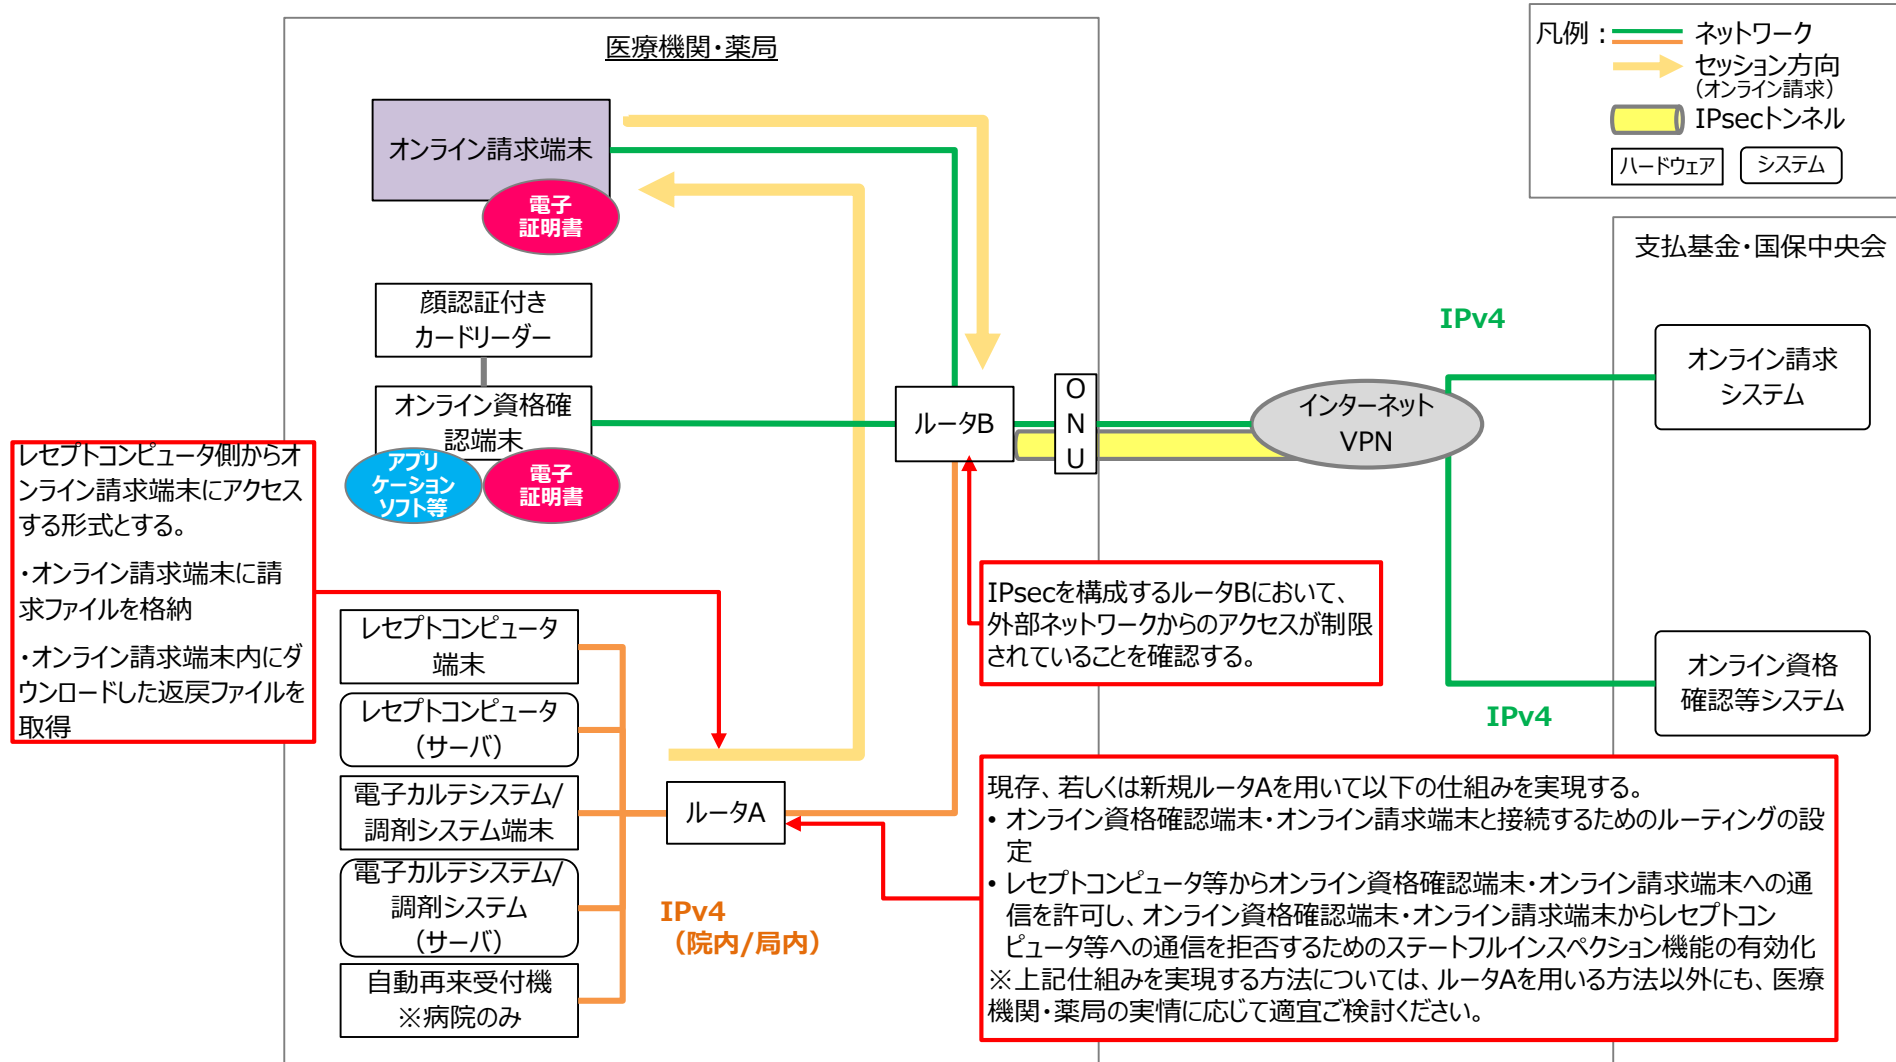 医療機関・薬局
凡例：
ネットワーク
セッション方向
（オンライン請求）
IPsecトンネル
ハードウェア
システム
オンライン請求端末
電子
証明書
顔認証付き
カードリーダー
オンライン資格確
認端末
アプリ
ケーション
ソフト等
電子
証明書
ルータB
O
N
U
インターネット
VPN
支払基金・国保中央会
IPv4
オンライン請求
システム
オンライン資格
確認等システム
IPv4
レセプトコンピュータ側からオ
ンライン請求端末にアクセス
する形式とする。
・オンライン請求端末に請
求ファイルを格納
・オンライン請求端末内にダ
ウンロードした返戻ファイルを
取得
IPsecを構成するルータBにおいて、
外部ネットワークからのアクセスが制限
されていることを確認する。
レセプトコンピュータ
端末
レセプトコンピュータ
（サーバ）
電子カルテシステム/
調剤システム端末
電子カルテシステム/
調剤システム
（サーバ）
自動再来受付機
※病院のみ
ルータA
IPv4
（院内/局内）
現存、若しくは新規ルータAを用いて以下の仕組みを実現する。
• オンライン資格確認端末・オンライン請求端末と接続するためのルーティングの設
定
• レセプトコンピュータ等からオンライン資格確認端末・オンライン請求端末への通
信を許可し、オンライン資格確認端末・オンライン請求端末からレセプトコン
ピュータ等への通信を拒否するためのステートフルインスペクション機能の有効化
※上記仕組みを実現する方法については、ルータAを用いる方法以外にも、医療
機関・薬局の実情に応じて適宜ご検討ください。